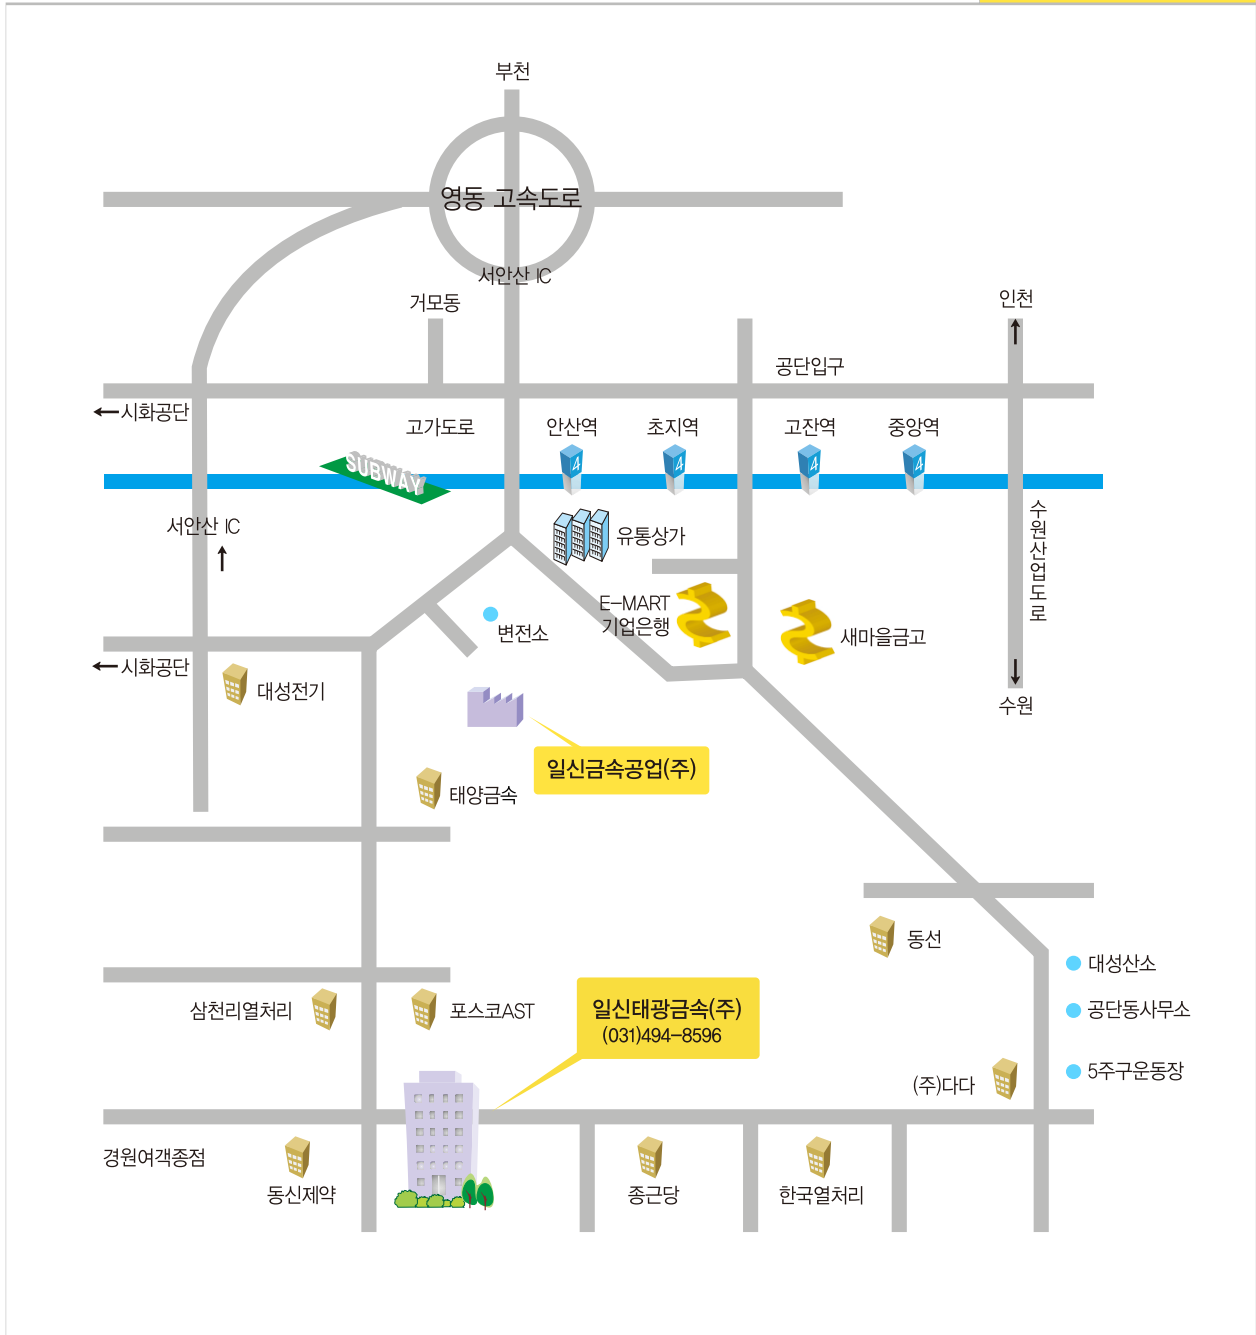 부천
영동 고속도로
서안산 IC
거모동
인천
공단입구
시화공단
고가도로
안산역
초지역
고잔역
중앙역
4
4
4
4
SUBWAY
서안산 IC
유통상가
수원산업도로
E-MART
기업은행
변전소
새마을금고
시화공단
대성전기
수원
일신금속공업(주)
태양금속
동선
대성산소
삼천리열처리
포스코AST
일신태광금속(주)
(031)494-8596
공단동사무소
(주)다다
5주구운동장
경원여객종점
동신제약
종근당
한국열처리